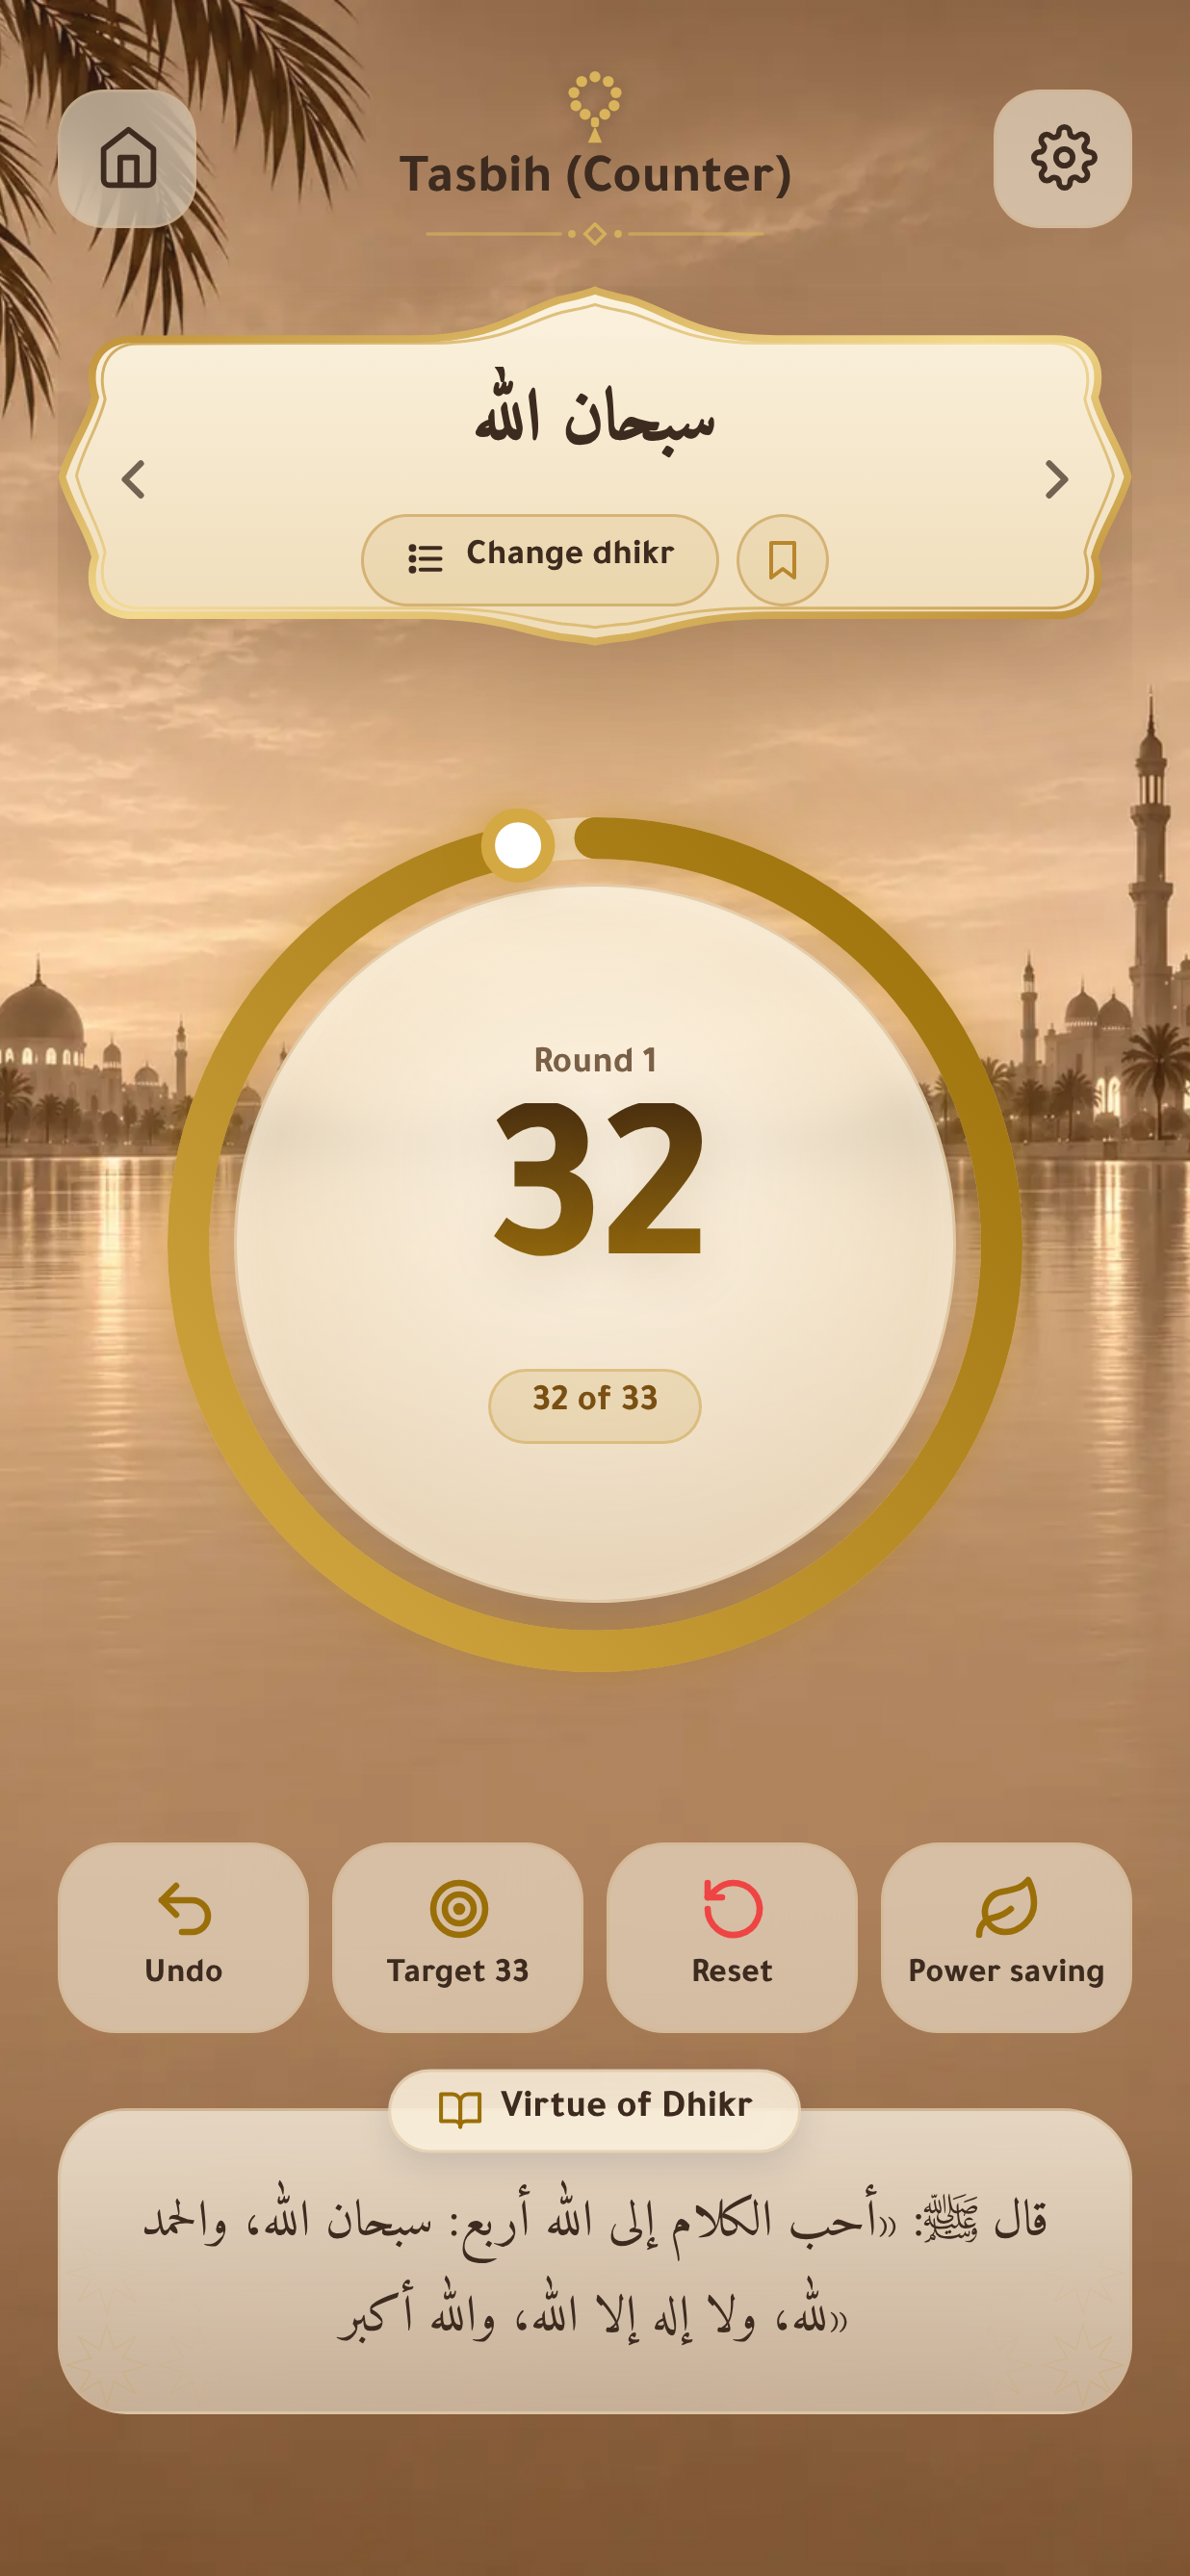 Tasbih (Counter)
سبحان الله
Change dhikr
Round 1
32
32 of 33
Undo
Target 33
Reset
Power saving
Virtue of Dhikr
قال ﷺ: «أحب الكلام إلى الله أربع: سبحان الله، والحمد
لله، ولا إله إلا الله، والله أكبر»